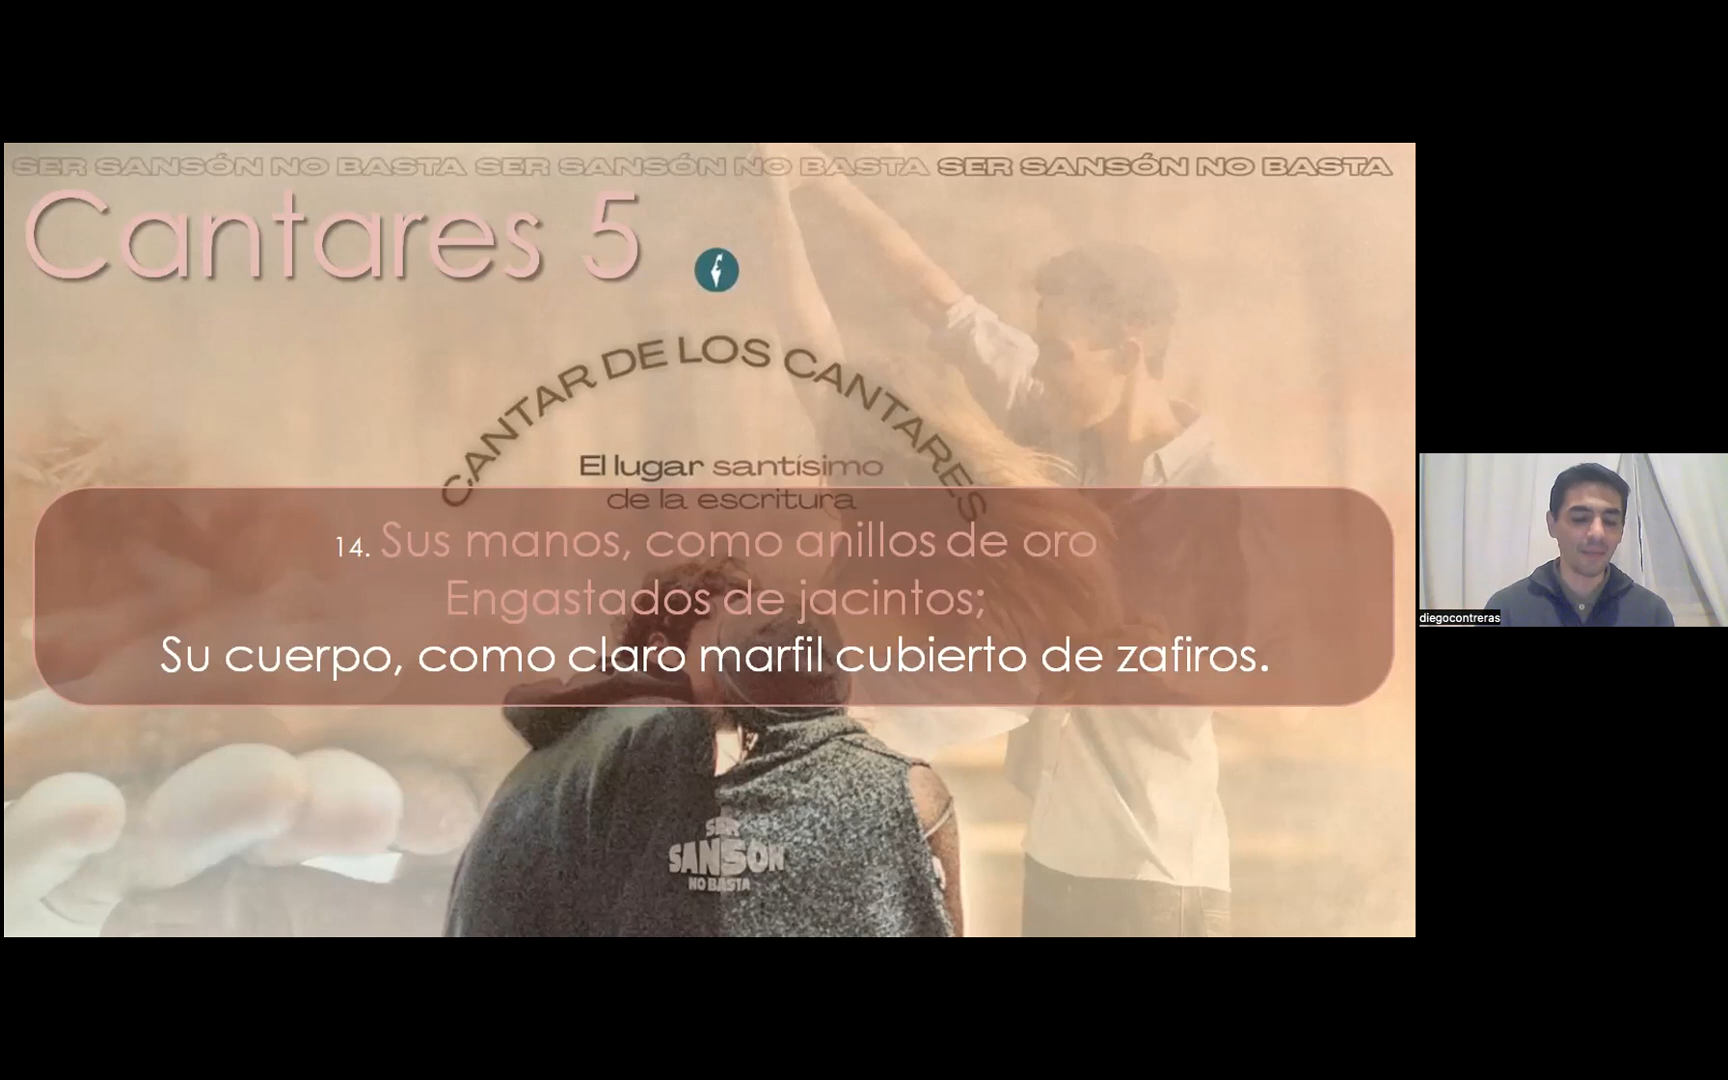 SER SANSÓN NO BASTA SER SANSÓN NO BASTA SER SANSÓN NO BASTA
Cantares 5
CANTAR DE LOS CANTARES
El lugar santísimo
de la escritura
14. Sus manos, como anillos de oro
Engastados de jacintos;
Su cuerpo, como claro marfil cubierto de zafiros.
diegocontreras
SER
SANSÓN
NO BASTA